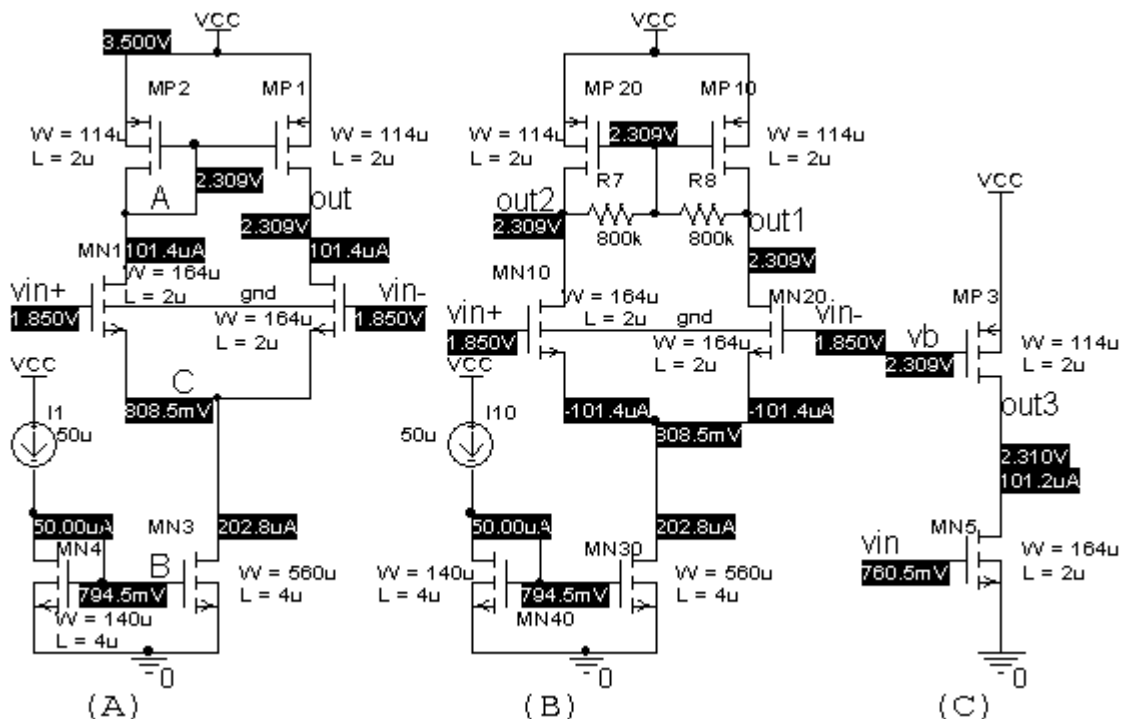 VCC
3.500V
MP2
MP1
W = 114u
L = 2u
W = 114u
L = 2u
2.309V
A
out
2.309V
MN1
101.4uA
101.4uA
W = 164u
L = 2u
gnd
vin+
1.850V
W = 164u
L = 2u
vin-
1.850V
VCC
C
808.5mV
I1
50u
50.00uA
MN3
202.8uA
MN4
B
794.5mV
W = 560u
L = 4u
W = 140u
L = 4u
0
(A)
VCC
MP20
MP10
W = 114u
L = 2u
2.309V
W = 114u
L = 2u
out2
R7
R8
2.309V
800k
800k
out1
2.309V
MN10
MN20
W = 164u
L = 2u
gnd
vin+
1.850V
W = 164u
L = 2u
vin-
1.850V
VCC
-101.4uA
-101.4uA
808.5mV
I10
50u
50.00uA
MN30
202.8uA
W = 140u
L = 4u
794.5mV
W = 560u
L = 4u
MN40
0
(B)
VCC
MP3
vb
2.309V
W = 114u
L = 2u
out3
2.310V
101.2uA
MN5
vin
760.5mV
W = 164u
L = 2u
0
(C)